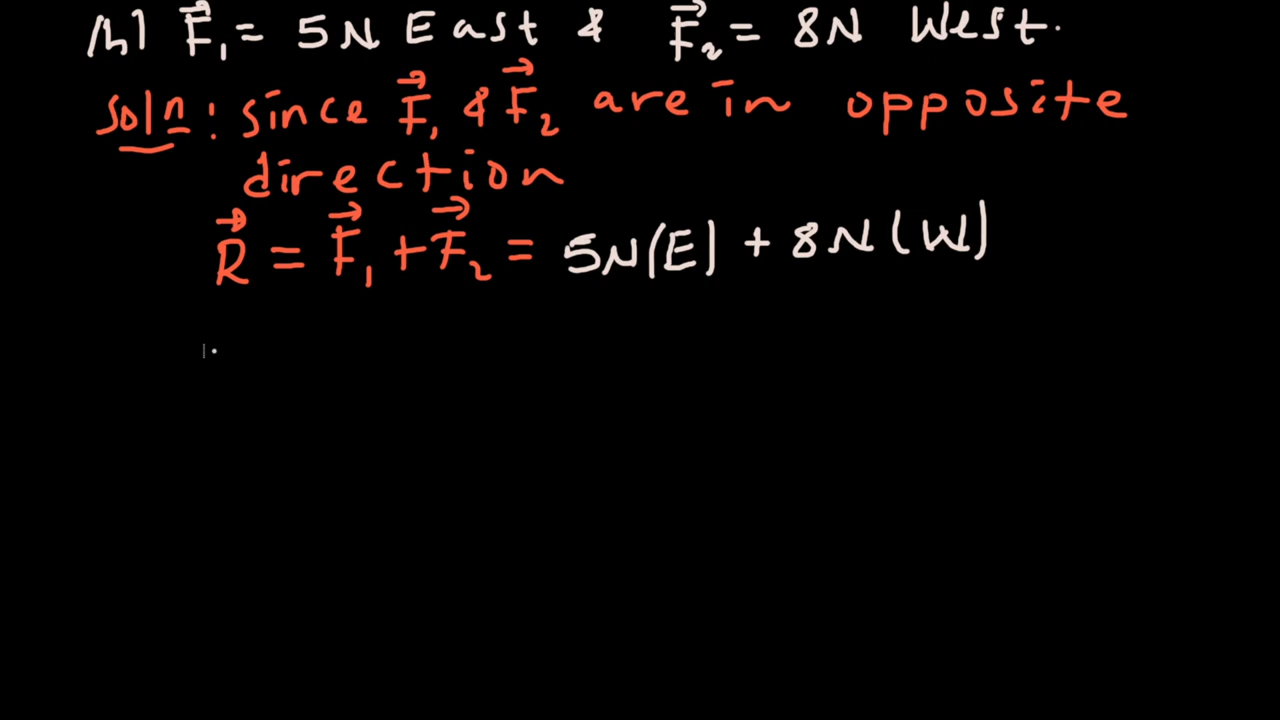 b) F⃗₁ = 5N East & F⃗₂ = 8N West.
soln: since F⃗₁ & F⃗₂ are in opposite
direction
R⃗ = F⃗₁ + F⃗₂ = 5N(E) + 8N(W)